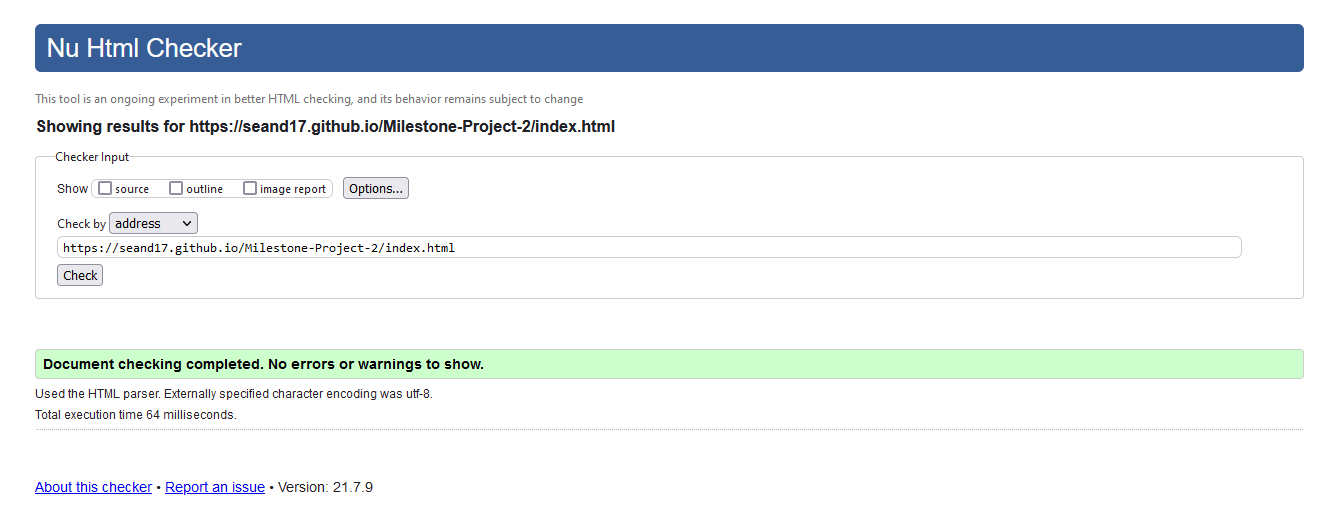 Nu Html Checker
This tool is an ongoing experiment in better HTML checking, and its behavior remains subject to change
Showing results for https://seand17.github.io/Milestone-Project-2/index.html
Checker Input
Show source outline image report Options...
Check by address
https://seand17.github.io/Milestone-Project-2/index.html
Check
Document checking completed. No errors or warnings to show.
Used the HTML parser. Externally specified character encoding was utf-8.
Total execution time 64 milliseconds.
About this checker • Report an issue • Version: 21.7.9